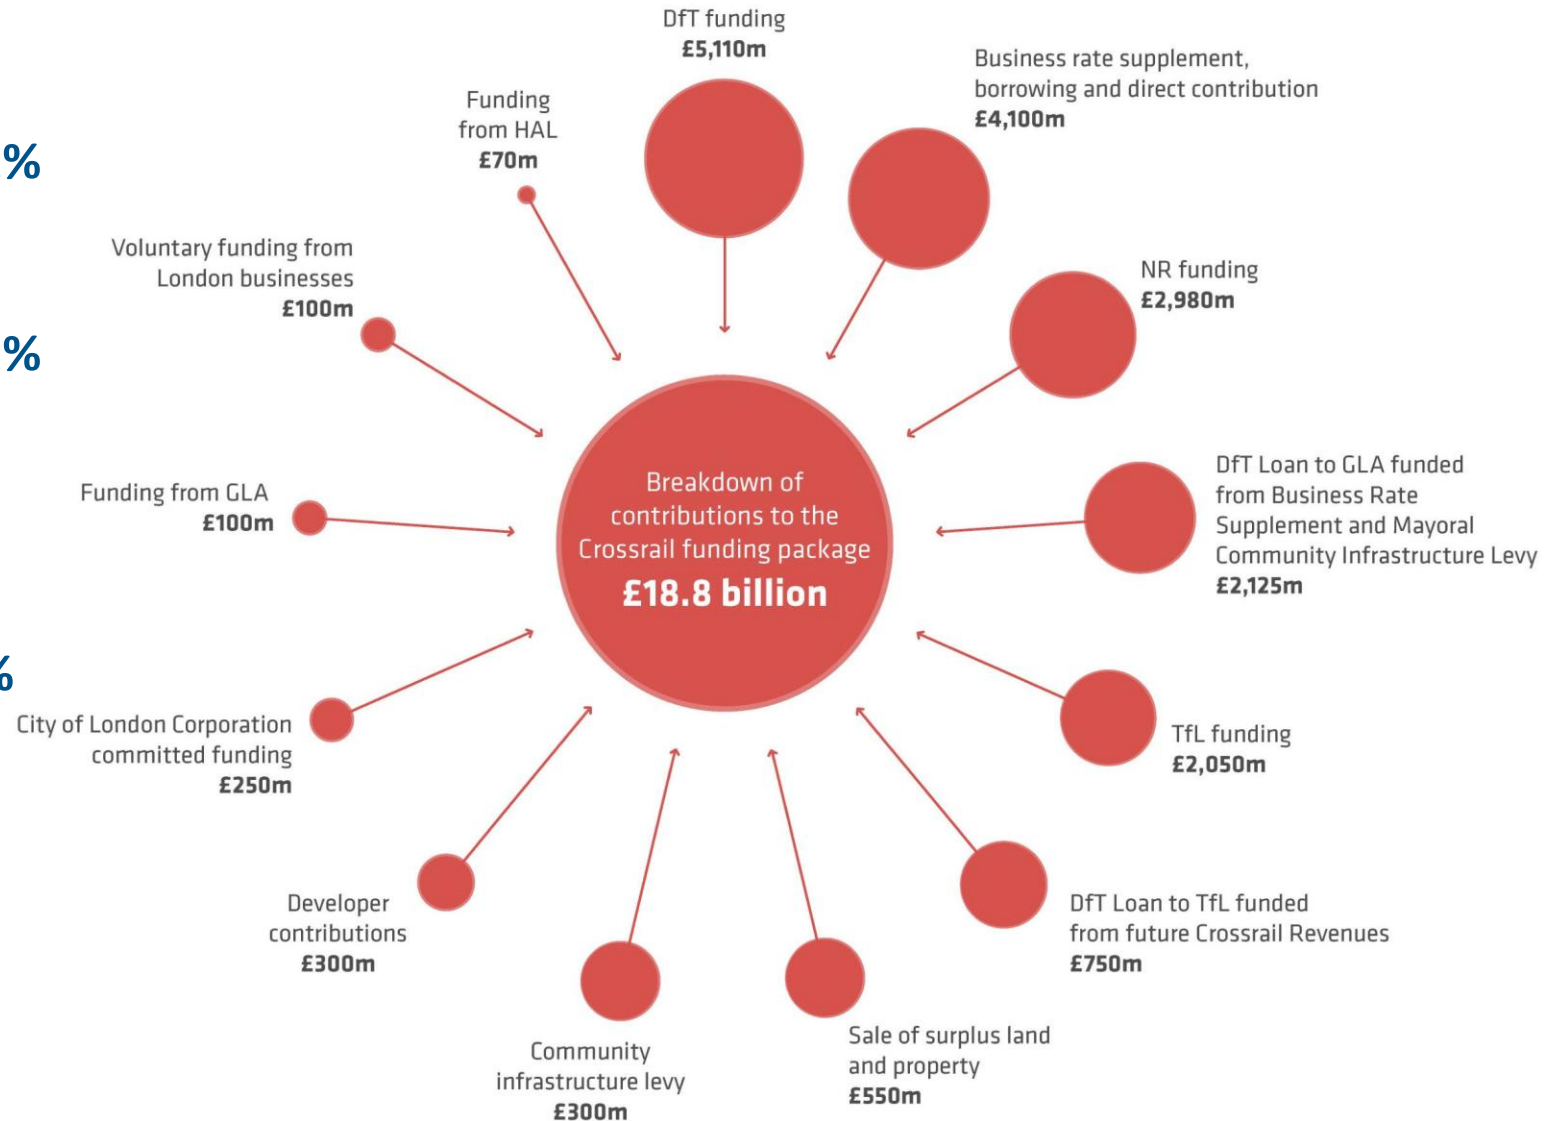 DfT funding
£5,110m
Business rate supplement,
borrowing and direct contribution
£4,100m
NR funding
£2,980m
DfT Loan to GLA funded
from Business Rate
Supplement and Mayoral
Community Infrastructure Levy
£2,125m
TfL funding
£2,050m
DfT Loan to TfL funded
from future Crossrail Revenues
£750m
Sale of surplus land
and property
£550m
Community
infrastructure levy
£300m
Developer
contributions
£300m
City of London Corporation
committed funding
£250m
Funding from GLA
£100m
Voluntary funding from
London businesses
£100m
Funding
from HAL
£70m
Breakdown of
contributions to the
Crossrail funding package
£18.8 billion
%
%
%